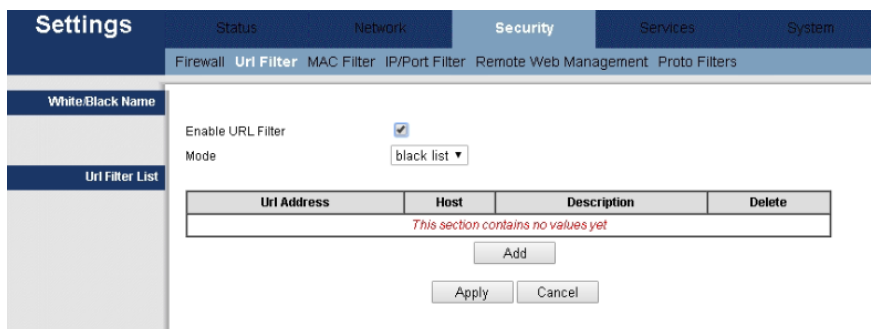 Settings
Status Network Security Services System
Firewall Url Filter MAC Filter IP/Port Filter Remote Web Management Proto Filters
White/Black Name
Enable URL Filter
Mode black list
Url Filter List
Url Address Host Description Delete
This section contains no values yet
Add
Apply Cancel